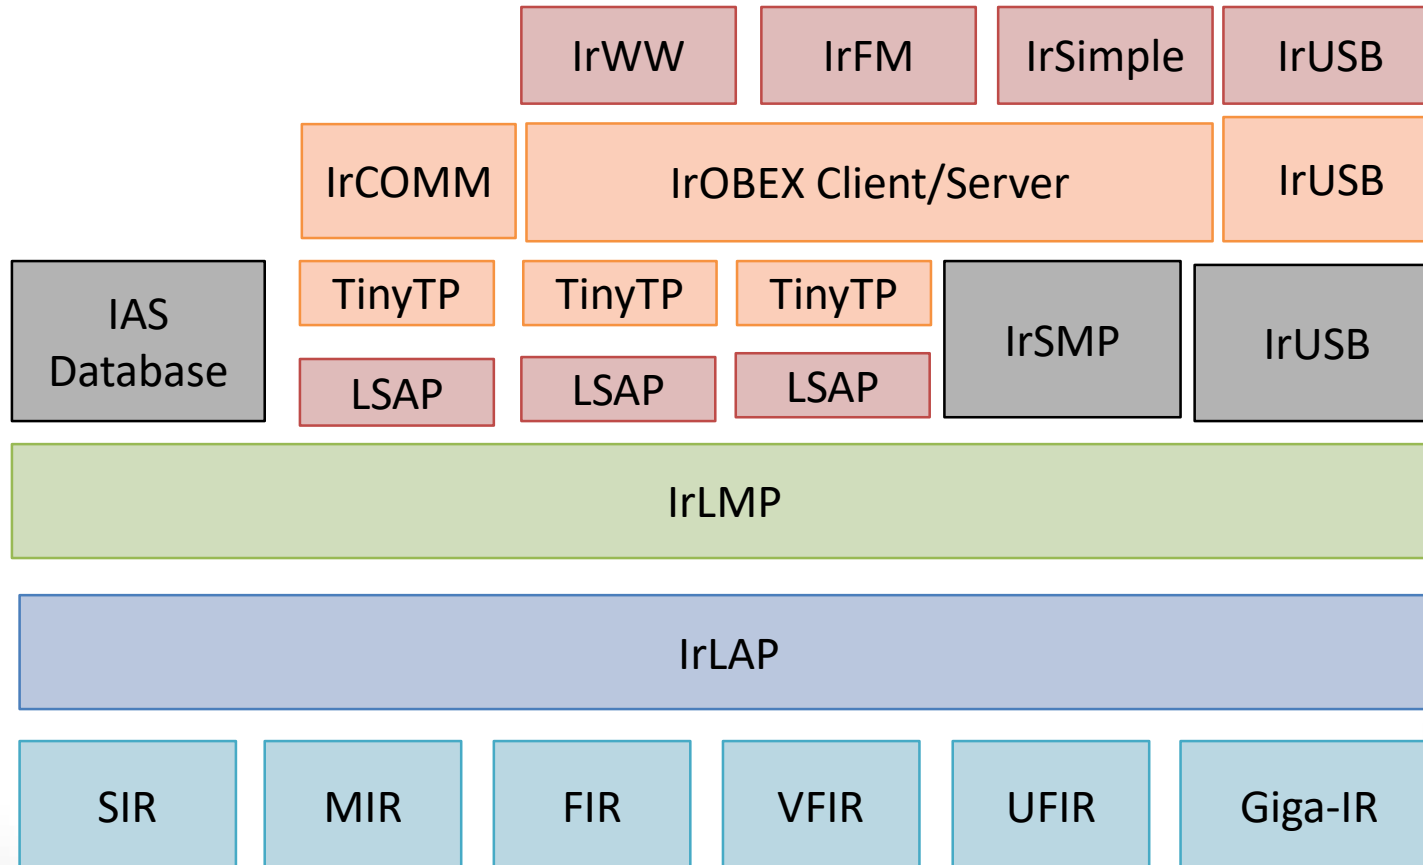 IrWW
IrFM
IrSimple
IrUSB
IrCOMM
IrOBEX Client/Server
IrUSB
IAS
Database
TinyTP
TinyTP
TinyTP
IrSMP
IrUSB
LSAP
LSAP
LSAP
IrLMP
IrLAP
SIR
MIR
FIR
VFIR
UFIR
Giga-IR